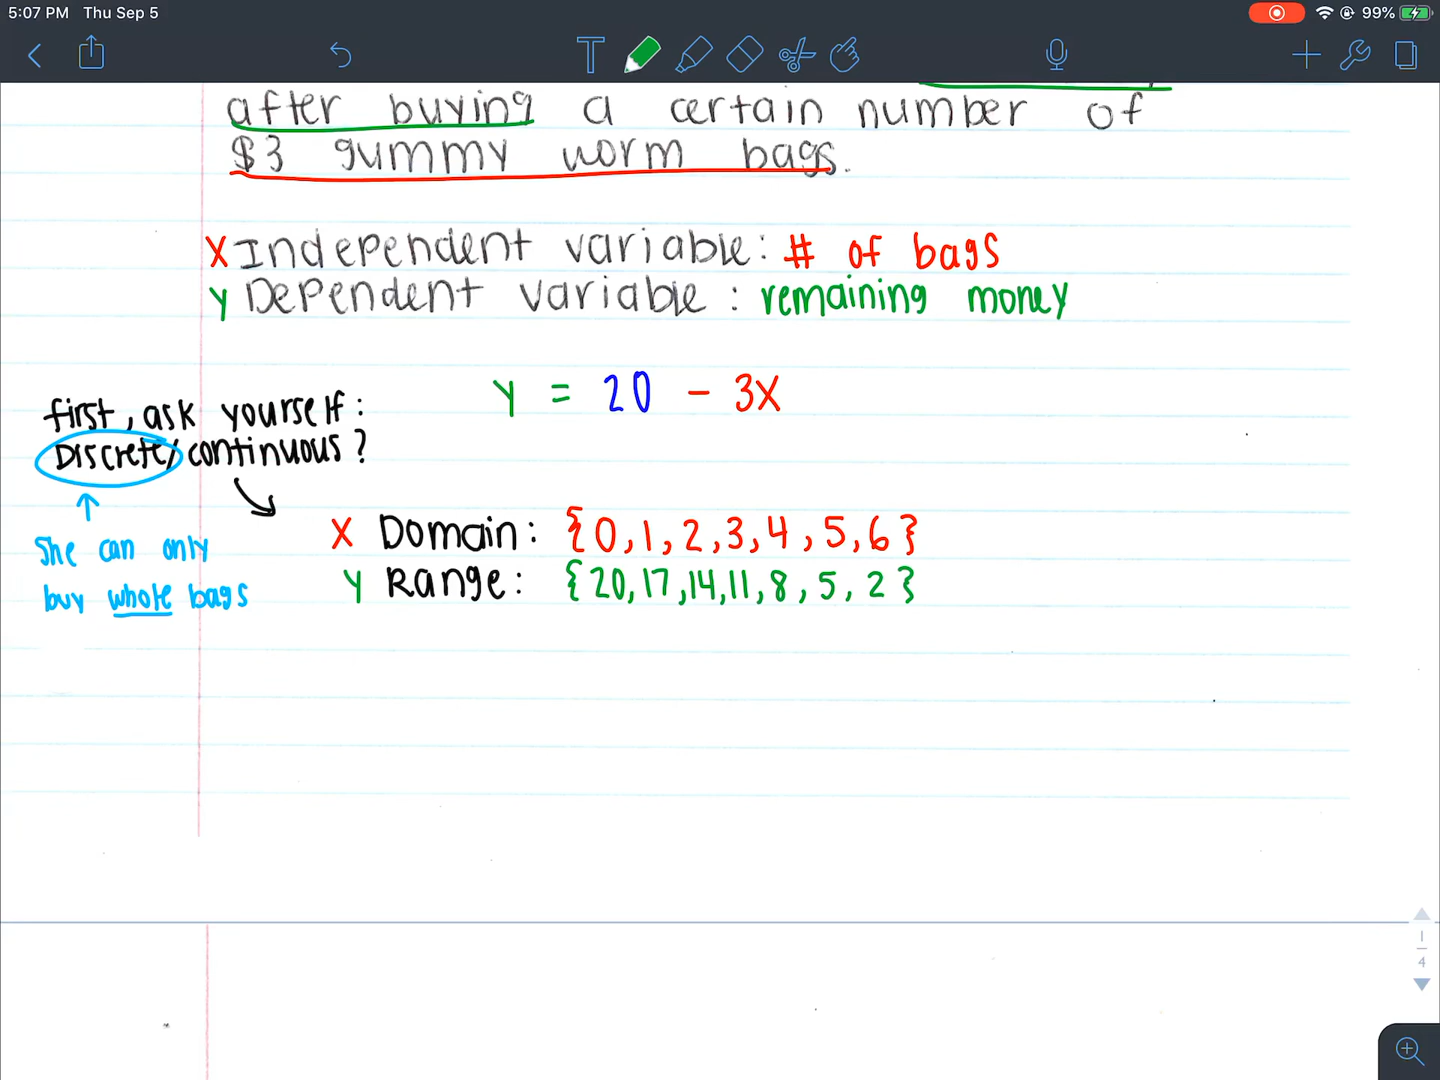 5:07 PM Thu Sep 5
99%
after buying a certain number of
$3 gummy worm bags.
X Independent variable: # of bags
Y Dependent variable: remaining money
Y = 20 - 3X
first, ask yourself:
Discrete/continuous?
She can only
buy whole bags
X Domain: {0,1,2,3,4,5,6}
Y Range: {20,17,14,11,8,5,2}
1
4